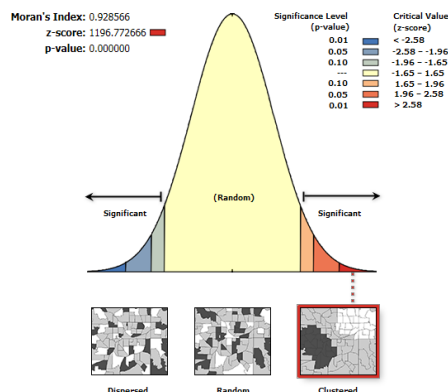 Moran's Index: 0.928566
z-score: 1196.772666
p-value: 0.000000
Significance Level
(p-value)
Critical Value
(z-score)
0.01 < -2.58
0.05 -2.58 – -1.96
0.10 -1.96 – -1.65
--- -1.65 – 1.65
0.10 1.65 – 1.96
0.05 1.96 – 2.58
0.01 > 2.58
Significant
(Random)
Significant
Dispersed
Random
Clustered